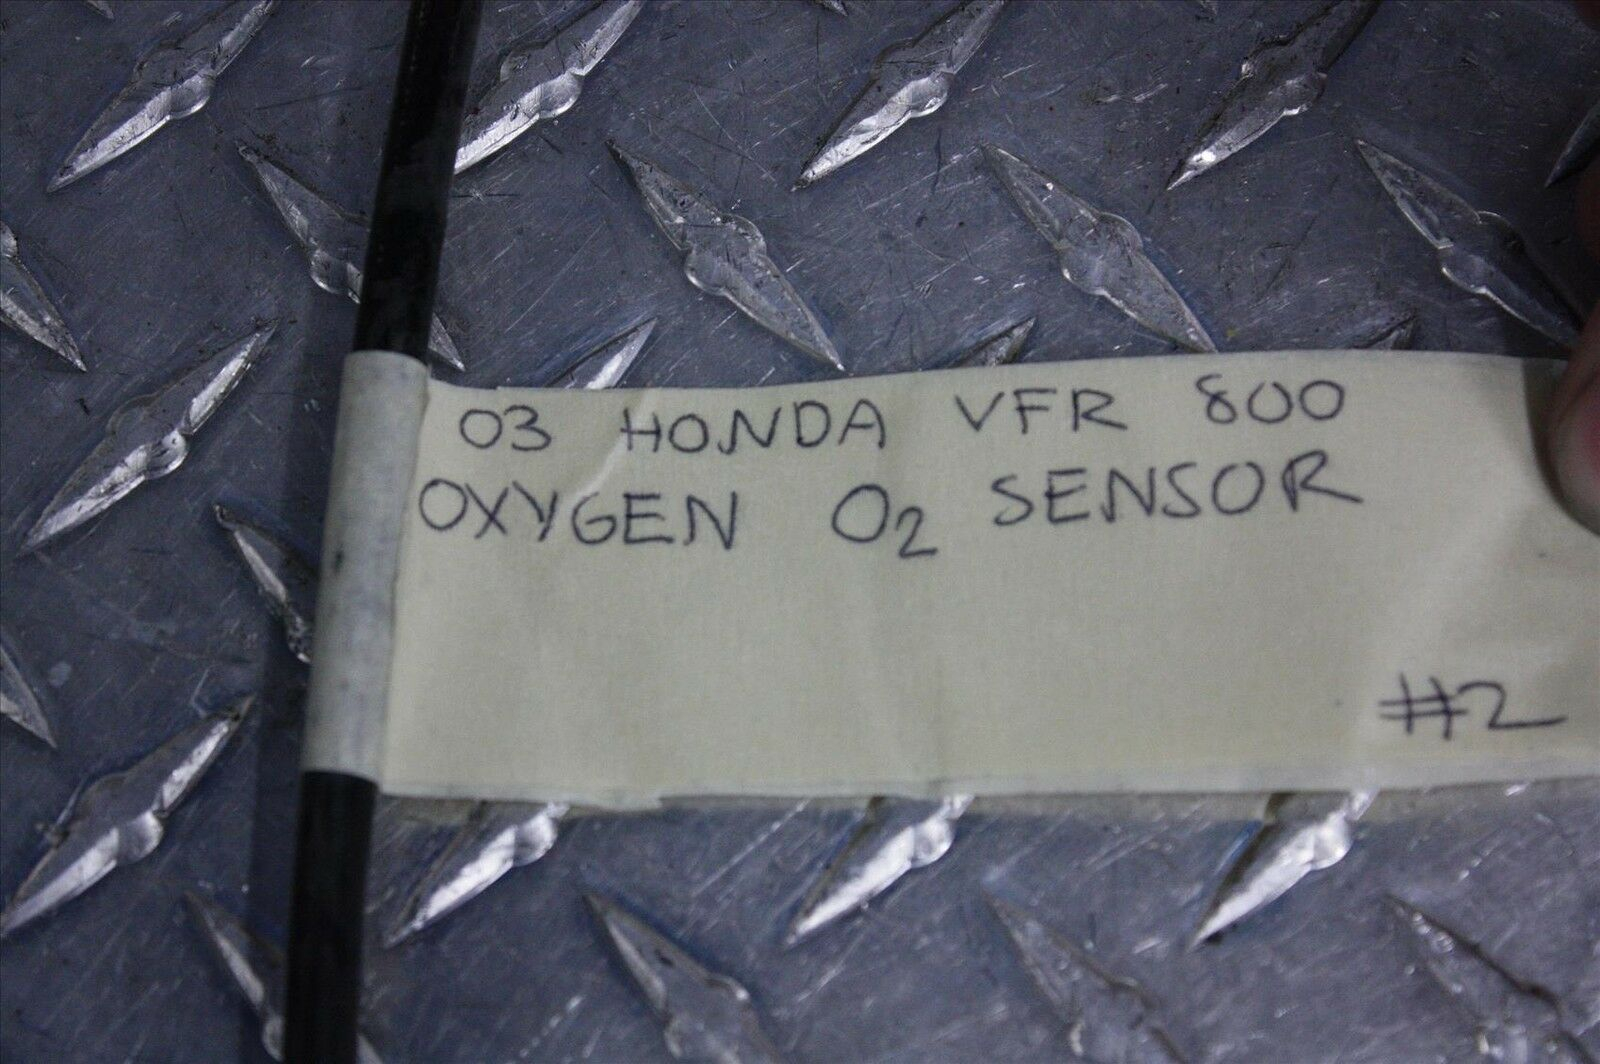 03 HONDA VFR 800
OXYGEN O2 SENSOR
#2